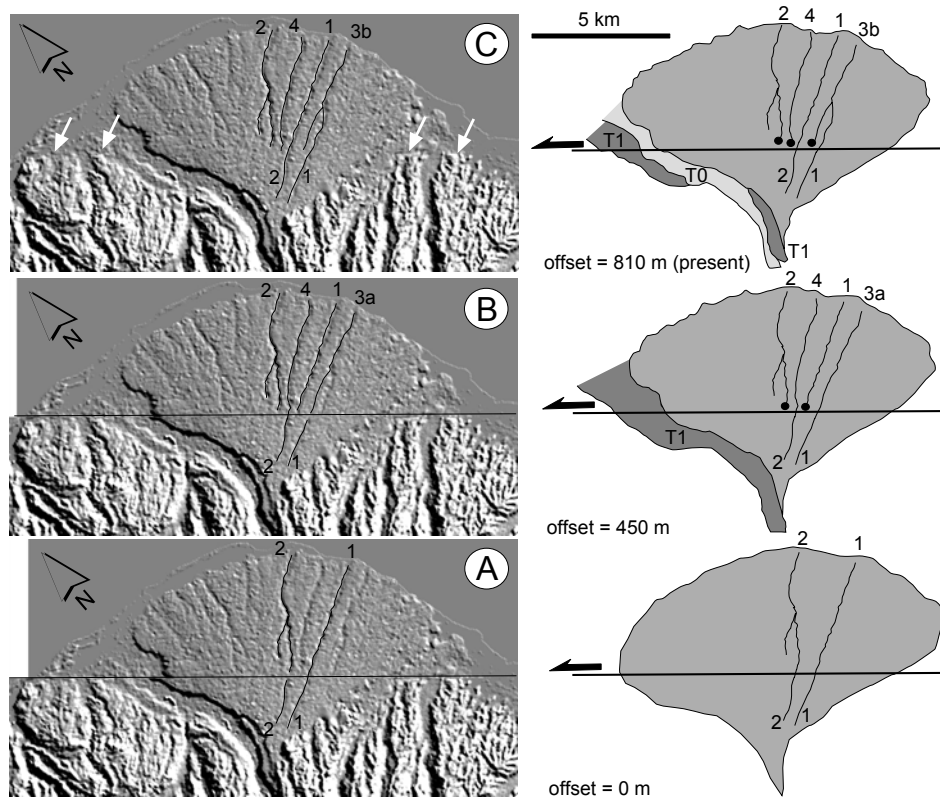 2 4 1 3b
C
N
2 1
5 km
2 4 1 3b
T1
T0
2 1
T1
offset = 810 m (present)
2 4 1 3a
B
N
2 1
2 4 1 3a
T1
2 1
offset = 450 m
2 1
A
N
2 1
2 1
2 1
offset = 0 m